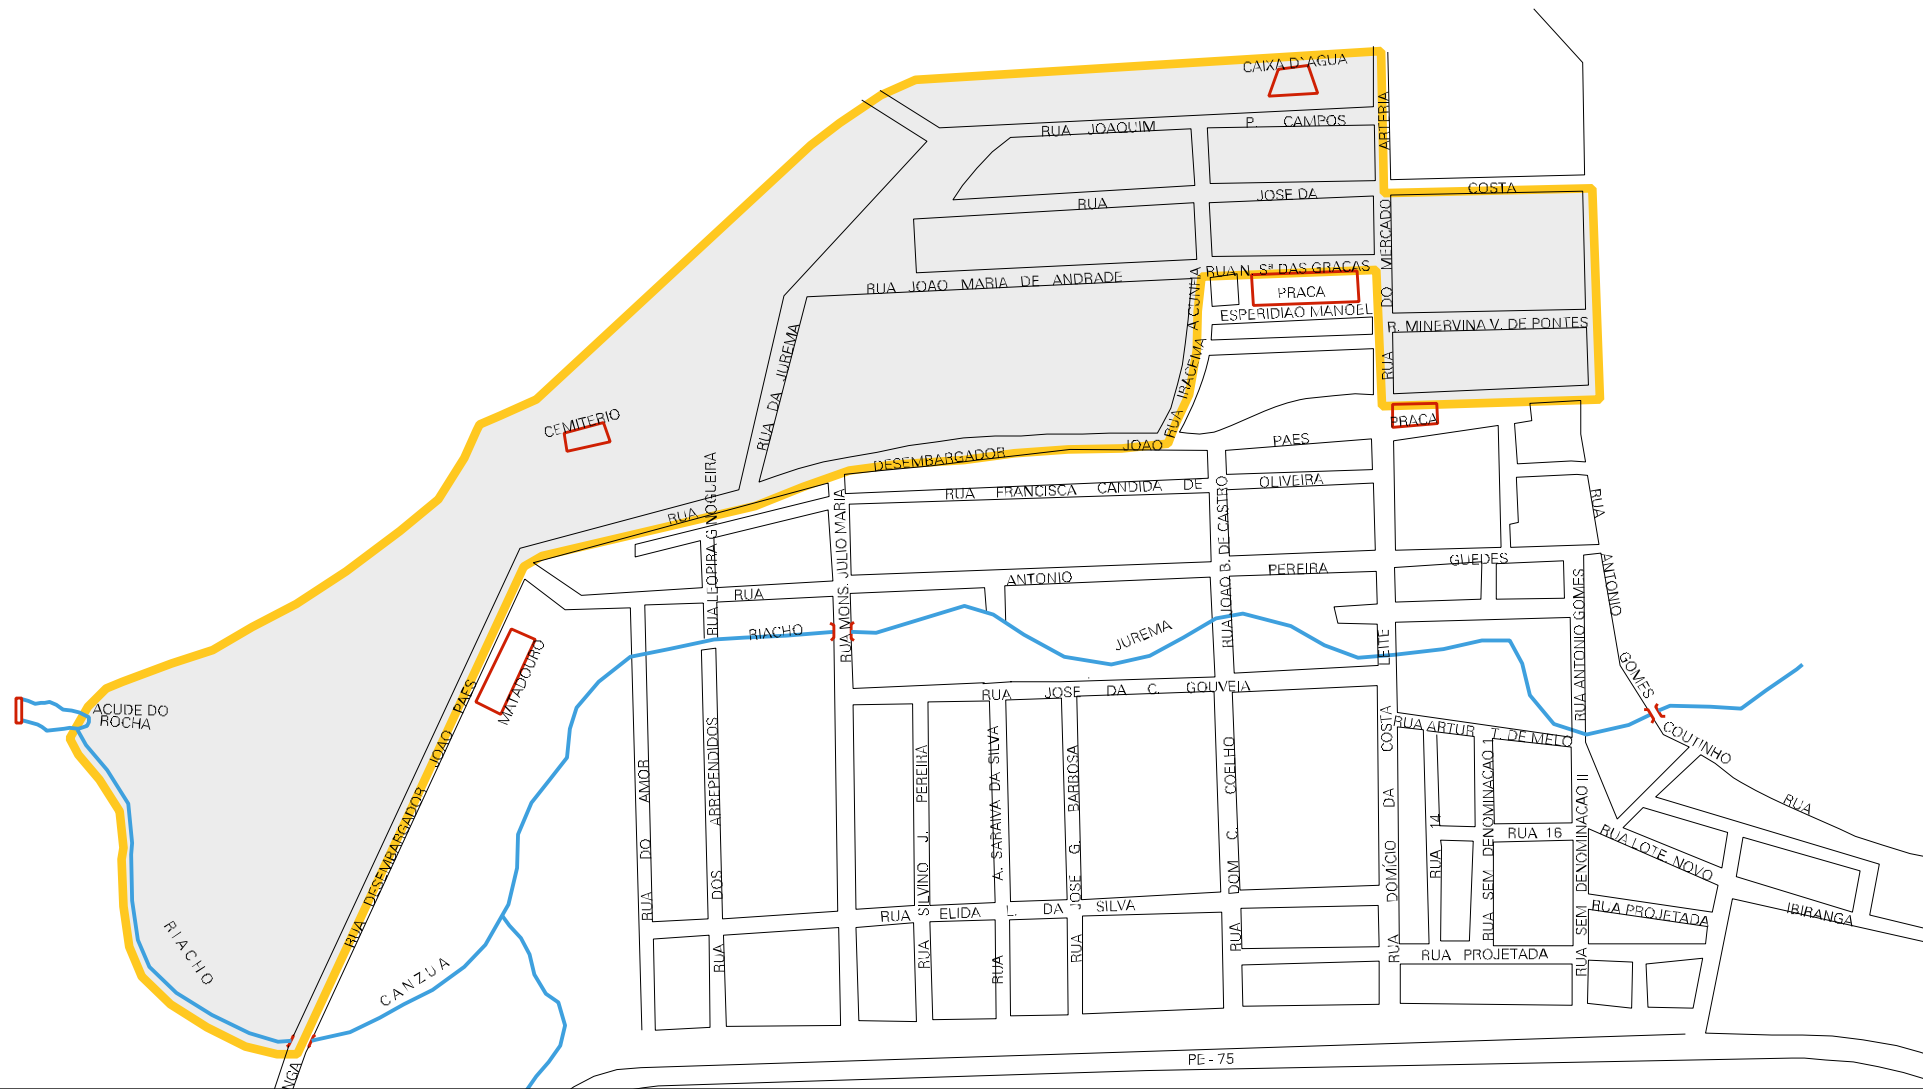 CAIXA D`AGUA
RUA JOAQUIM P. CAMPOS
ARTERIA
COSTA
RUA JOSE DA
RUA DO MERCADO
RUA N. Sª DAS GRACAS
RUA JOAO MARIA DE ANDRADE
PRACA
ESPERIDIAO MANOEL
R. MINERVINA V. DE PONTES
RUA IRACEMA A CUNHA
RUA DA JUREMA
CEMITERIO
PRACA
RUA DESEMBARGADOR JOAO PAES
RUA FRANCISCA CANDIDA DE OLIVEIRA
RUA LEOPIRA G NOGUEIRA
RUA MONS. JULIO MARIA
RUA JOAO B. DE CASTRO
RUA ANTONIO PEREIRA GUEDES
RUA ANTONIO GOMES COUTINHO
RUA ANTONIO GOMES
RIACHO JUREMA
MATADOURO
ACUDE DO
ROCHA
RUA JOSE DA C. GOUVEIA
RUA DESEMBARGADOR JOAO PAES
RUA DOMÍCIO DA COSTA LEITE
RUA ARTUR T. DE MELO
RUA DO AMOR
RUA DOS ARREPENDIDOS
RUA SILVINO J. PEREIRA
RUA A. SARAIVA DA SILVA
RUA JOSE G. BARBOSA
RUA DOM C. COELHO
RUA 14
RUA SEM DENOMINACAO 1
RUA 16
RUA SEM DENOMINACAO II
RUA LOTE NOVO
RUA IBIRANGA
RUA ELIDA L. DA SILVA
RUA PROJETADA
RUA PROJETADA
RIACHO CANZUA
PE - 75
NGA